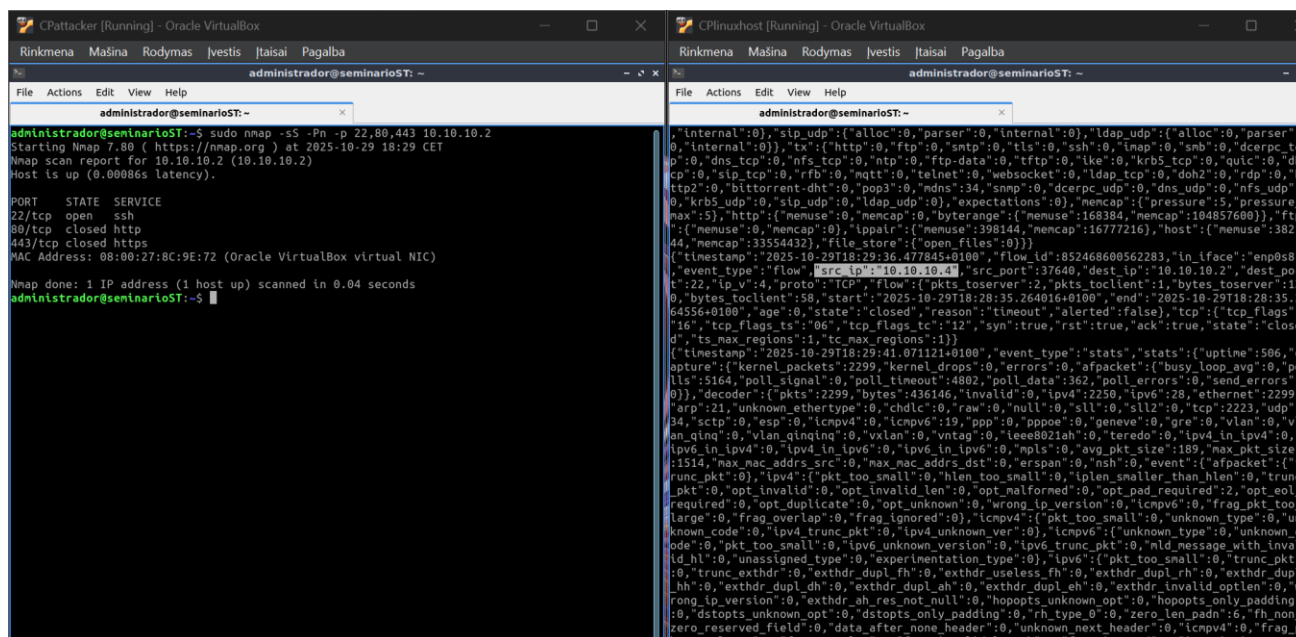 CPattacker [Running] - Oracle VirtualBox
Rinkmena Mašina Rodymas Įvestis Įtaisai Pagalba
administrador@seminarioST: ~
File Actions Edit View Help
administrador@seminarioST: ~
administrador@seminarioST:~$ sudo nmap -sS -Pn -p 22,80,443 10.10.10.2
Starting Nmap 7.80 ( https://nmap.org ) at 2025-10-29 18:29 CET
Nmap scan report for 10.10.10.2 (10.10.10.2)
Host is up (0.00086s latency).
PORT STATE SERVICE
22/tcp open ssh
80/tcp closed http
443/tcp closed https
MAC Address: 08:00:27:8C:9E:72 (Oracle VirtualBox virtual NIC)
Nmap done: 1 IP address (1 host up) scanned in 0.04 seconds
administrador@seminarioST:~$
CPlinuxhost [Running] - Oracle VirtualBox
Rinkmena Mašina Rodymas Įvestis Įtaisai Pagalba
administrador@seminarioST: ~
File Actions Edit View Help
administrador@seminarioST: ~
,"internal":0},"sip_udp":{"alloc":0,"parser":0,"internal":0},"ldap_udp":{"alloc":0,"parser":
0,"internal":0}},"tx":{"http":0,"ftp":0,"smtp":0,"tls":0,"ssh":0,"imap":0,"smb":0,"dcerpc_t
p":0,"dns_tcp":0,"nfs_tcp":0,"ntp":0,"ftp-data":0,"tftp":0,"ike":0,"krb5_tcp":0,"quic":0,"d
cp":0,"sip_tcp":0,"rfb":0,"mqtt":0,"telnet":0,"websocket":0,"ldap_tcp":0,"doh2":0,"rdp":0,"
ttp2":0,"bittorrent-dht":0,"pop3":0,"mdns":34,"snmp":0,"dcerpc_udp":0,"dns_udp":0,"nfs_udp"
0,"krb5_udp":0,"sip_udp":0,"ldap_udp":0},"expectations":0},"memcap":{"pressure":5,"pressure
max":5},"http":{"memuse":0,"memcap":0,"byterange":{"memuse":168384,"memcap":104857600}},"ft
":{"memuse":0,"memcap":0},"ippair":{"memuse":398144,"memcap":16777216},"host":{"memuse":382
44,"memcap":33554432},"file_store":{"open_files":0}}}
{"timestamp":"2025-10-29T18:29:36.477845+0100","flow_id":852468600562283,"in_iface":"enp0s8
,"event_type":"flow","src_ip":"10.10.10.4","src_port":37640,"dest_ip":"10.10.10.2","dest_po
t":22,"ip_v":4,"proto":"TCP","flow":{"pkts_toserver":2,"pkts_toclient":1,"bytes_toserver":1
0,"bytes_toclient":58,"start":"2025-10-29T18:28:35.264016+0100","end":"2025-10-29T18:28:35.
64556+0100","age":0,"state":"closed","reason":"timeout","alerted":false},"tcp":{"tcp_flags"
"16","tcp_flags_ts":"06","tcp_flags_tc":"12","syn":true,"rst":true,"ack":true,"state":"close
d","ts_max_regions":1,"tc_max_regions":1}}
{"timestamp":"2025-10-29T18:29:41.071121+0100","event_type":"stats","stats":{"uptime":506,"
apture":{"kernel_packets":2299,"kernel_drops":0,"errors":0,"afpacket":{"busy_loop_avg":0,"p
lls":5164,"poll_signal":0,"poll_timeout":4802,"poll_data":362,"poll_errors":0,"send_errors"
0}},"decoder":{"pkts":2299,"bytes":436146,"invalid":0,"ipv4":2250,"ipv6":28,"ethernet":2299
"arp":21,"unknown_ethertype":0,"chdlc":0,"raw":0,"null":0,"sll":0,"sll2":0,"tcp":2223,"udp"
34,"sctp":0,"esp":0,"icmpv4":0,"icmpv6":19,"ppp":0,"pppoe":0,"geneve":0,"gre":0,"vlan":0,"v
an_qinq":0,"vlan_qinqinq":0,"vxlan":0,"vntag":0,"ieee8021ah":0,"teredo":0,"ipv4_in_ipv4":0,
ipv6_in_ipv4":0,"ipv4_in_ipv6":0,"ipv6_in_ipv6":0,"mpls":0,"avg_pkt_size":189,"max_pkt_size
:1514,"max_mac_addrs_src":0,"max_mac_addrs_dst":0,"erspan":0,"nsh":0,"event":{"afpacket":{"
runc_pkt":0},"ipv4":{"pkt_too_small":0,"hlen_too_small":0,"iplen_smaller_than_hlen":0,"trun
_pkt":0,"opt_invalid":0,"opt_invalid_len":0,"opt_malformed":0,"opt_pad_required":2,"opt_eol
required":0,"opt_duplicate":0,"opt_unknown":0,"wrong_ip_version":0,"icmpv6":0,"frag_pkt_too
large":0,"frag_overlap":0,"frag_ignored":0},"icmpv4":{"pkt_too_small":0,"unknown_type":0,"u
known_code":0,"ipv4_trunc_pkt":0,"ipv4_unknown_ver":0},"icmpv6":{"unknown_type":0,"unknown_
ode":0,"pkt_too_small":0,"ipv6_unknown_version":0,"ipv6_trunc_pkt":0,"mld_message_with_inva
id_hl":0,"unassigned_type":0,"experimentation_type":0},"ipv6":{"pkt_too_small":0,"trunc_pkt
:0,"trunc_exthdr":0,"exthdr_dupl_fh":0,"exthdr_useless_fh":0,"exthdr_dupl_rh":0,"exthdr_dup
_hh":0,"exthdr_dupl_dh":0,"exthdr_dupl_ah":0,"exthdr_dupl_eh":0,"exthdr_invalid_optlen":0,"
rong_ip_version":0,"exthdr_ah_res_not_null":0,"hopopts_unknown_opt":0,"hopopts_only_padding
:0,"dstopts_unknown_opt":0,"dstopts_only_padding":0,"rh_type_0":0,"zero_len_padn":6,"fh_non
zero_reserved_field":0,"data_after_none_header":0,"unknown_next_header":0,"icmpv4":0,"frag_